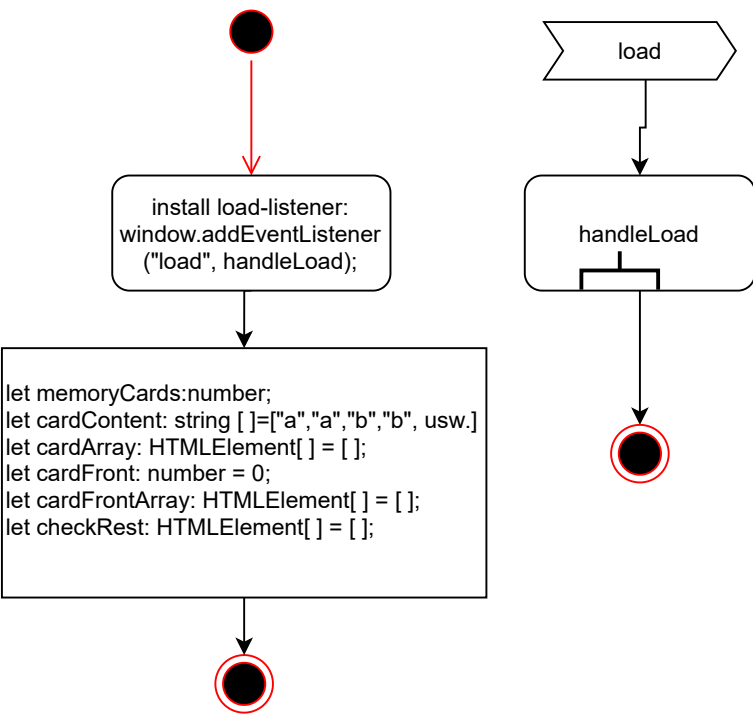 load
install load-listener:
window.addEventListener
("load", handleLoad);
handleLoad
let memoryCards:number;
let cardContent: string [ ]=["a","a","b","b", usw.]
let cardArray: HTMLElement[ ] = [ ];
let cardFront: number = 0;
let cardFrontArray: HTMLElement[ ] = [ ];
let checkRest: HTMLElement[ ] = [ ];